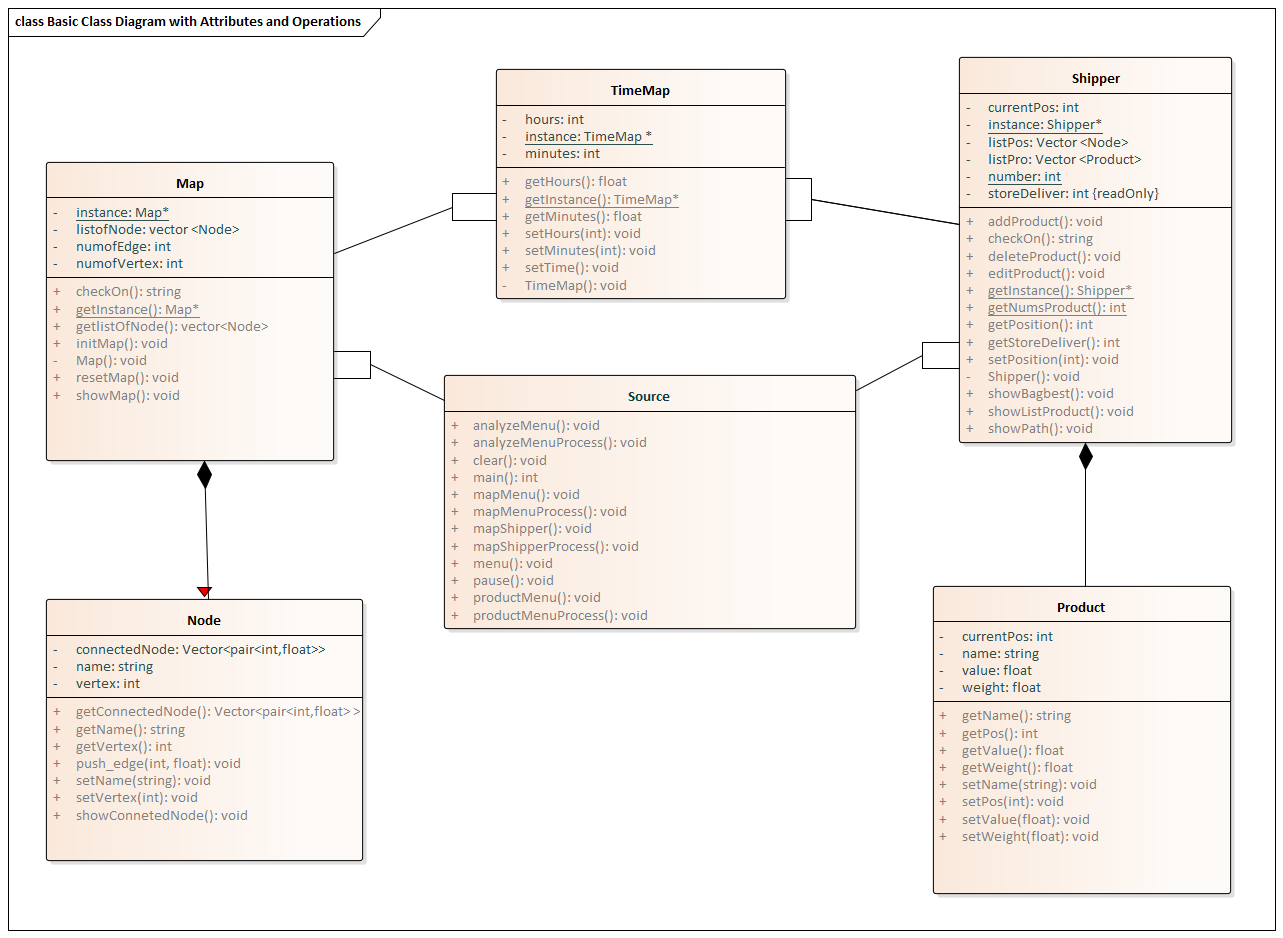 class Basic Class Diagram with Attributes and Operations
TimeMap
- hours: int
- instance: TimeMap *
- minutes: int
+ getHours(): float
+ getInstance(): TimeMap*
+ getMinutes(): float
+ setHours(int): void
+ setMinutes(int): void
+ setTime(): void
- TimeMap(): void
Shipper
- currentPos: int
- instance: Shipper*
- listPos: Vector <Node>
- listPro: Vector <Product>
- number: int
- storeDeliver: int {readOnly}
+ addProduct(): void
+ checkOn(): string
+ deleteProduct(): void
+ editProduct(): void
+ getInstance(): Shipper*
+ getNumsProduct(): int
+ getPosition(): int
+ getStoreDeliver(): int
+ setPosition(int): void
- Shipper(): void
+ showBagbest(): void
+ showListProduct(): void
+ showPath(): void
Map
- instance: Map*
- listofNode: vector <Node>
- numofEdge: int
- numofVertex: int
+ checkOn(): string
+ getInstance(): Map*
+ getlistOfNode(): vector<Node>
+ initMap(): void
- Map(): void
+ resetMap(): void
+ showMap(): void
Source
+ analyzeMenu(): void
+ analyzeMenuProcess(): void
+ clear(): void
+ main(): int
+ mapMenu(): void
+ mapMenuProcess(): void
+ mapShipper(): void
+ mapShipperProcess(): void
+ menu(): void
+ pause(): void
+ productMenu(): void
+ productMenuProcess(): void
Node
- connectedNode: Vector<pair<int,float>>
- name: string
- vertex: int
+ getConnectedNode(): Vector<pair<int,float> >
+ getName(): string
+ getVertex(): int
+ push_edge(int, float): void
+ setName(string): void
+ setVertex(int): void
+ showConnetedNode(): void
Product
- currentPos: int
- name: string
- value: float
- weight: float
+ getName(): string
+ getPos(): int
+ getValue(): float
+ getWeight(): float
+ setName(string): void
+ setPos(int): void
+ setValue(float): void
+ setWeight(float): void